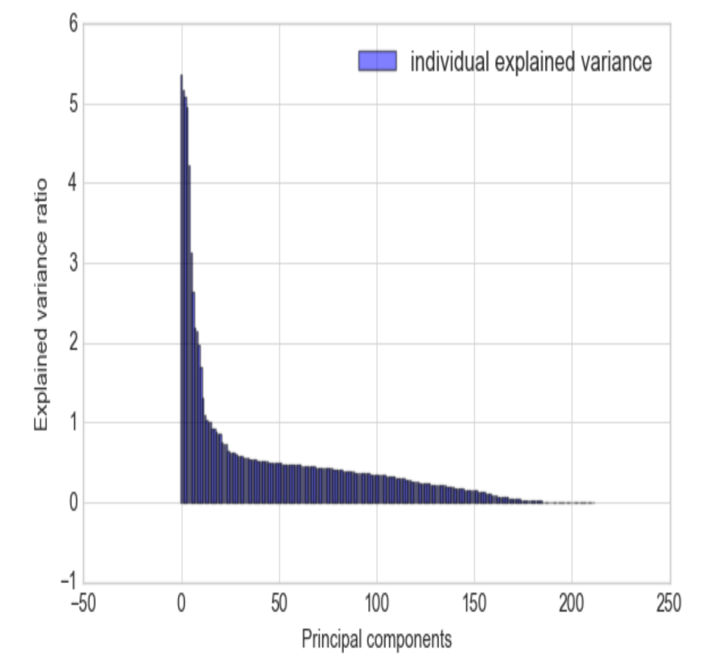 6
individual explained variance
5
4
3
2
1
0
−1
Explained variance ratio
−50 0 50 100 150 200 250
Principal components